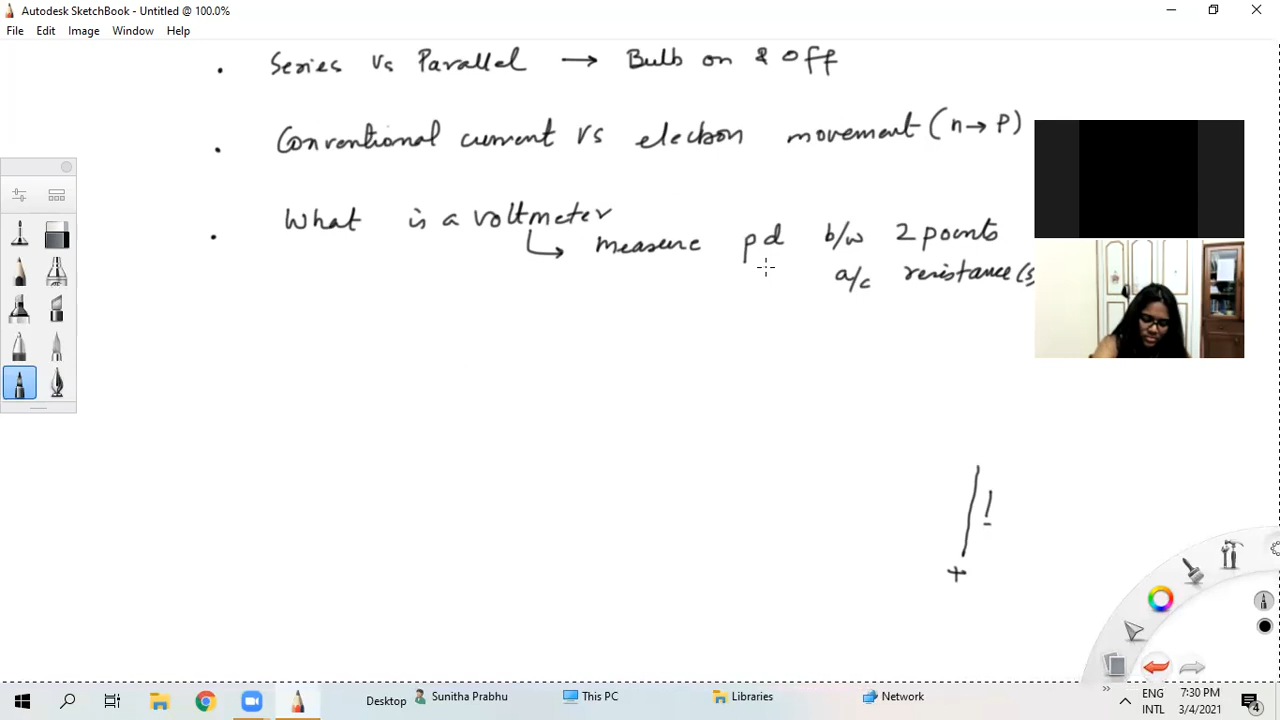 Autodesk SketchBook - Untitled @ 100.0%
File Edit Image Window Help
. Series Vs Parallel → Bulb on & Off
. Conventional current Vs electron movement (n → P)
. What is a voltmeter
measure pd b/w 2 points
a/c resistance(s
+ -
Desktop Sunitha Prabhu This PC Libraries Network
»
ENG
INTL
7:30 PM
3/4/2021
4